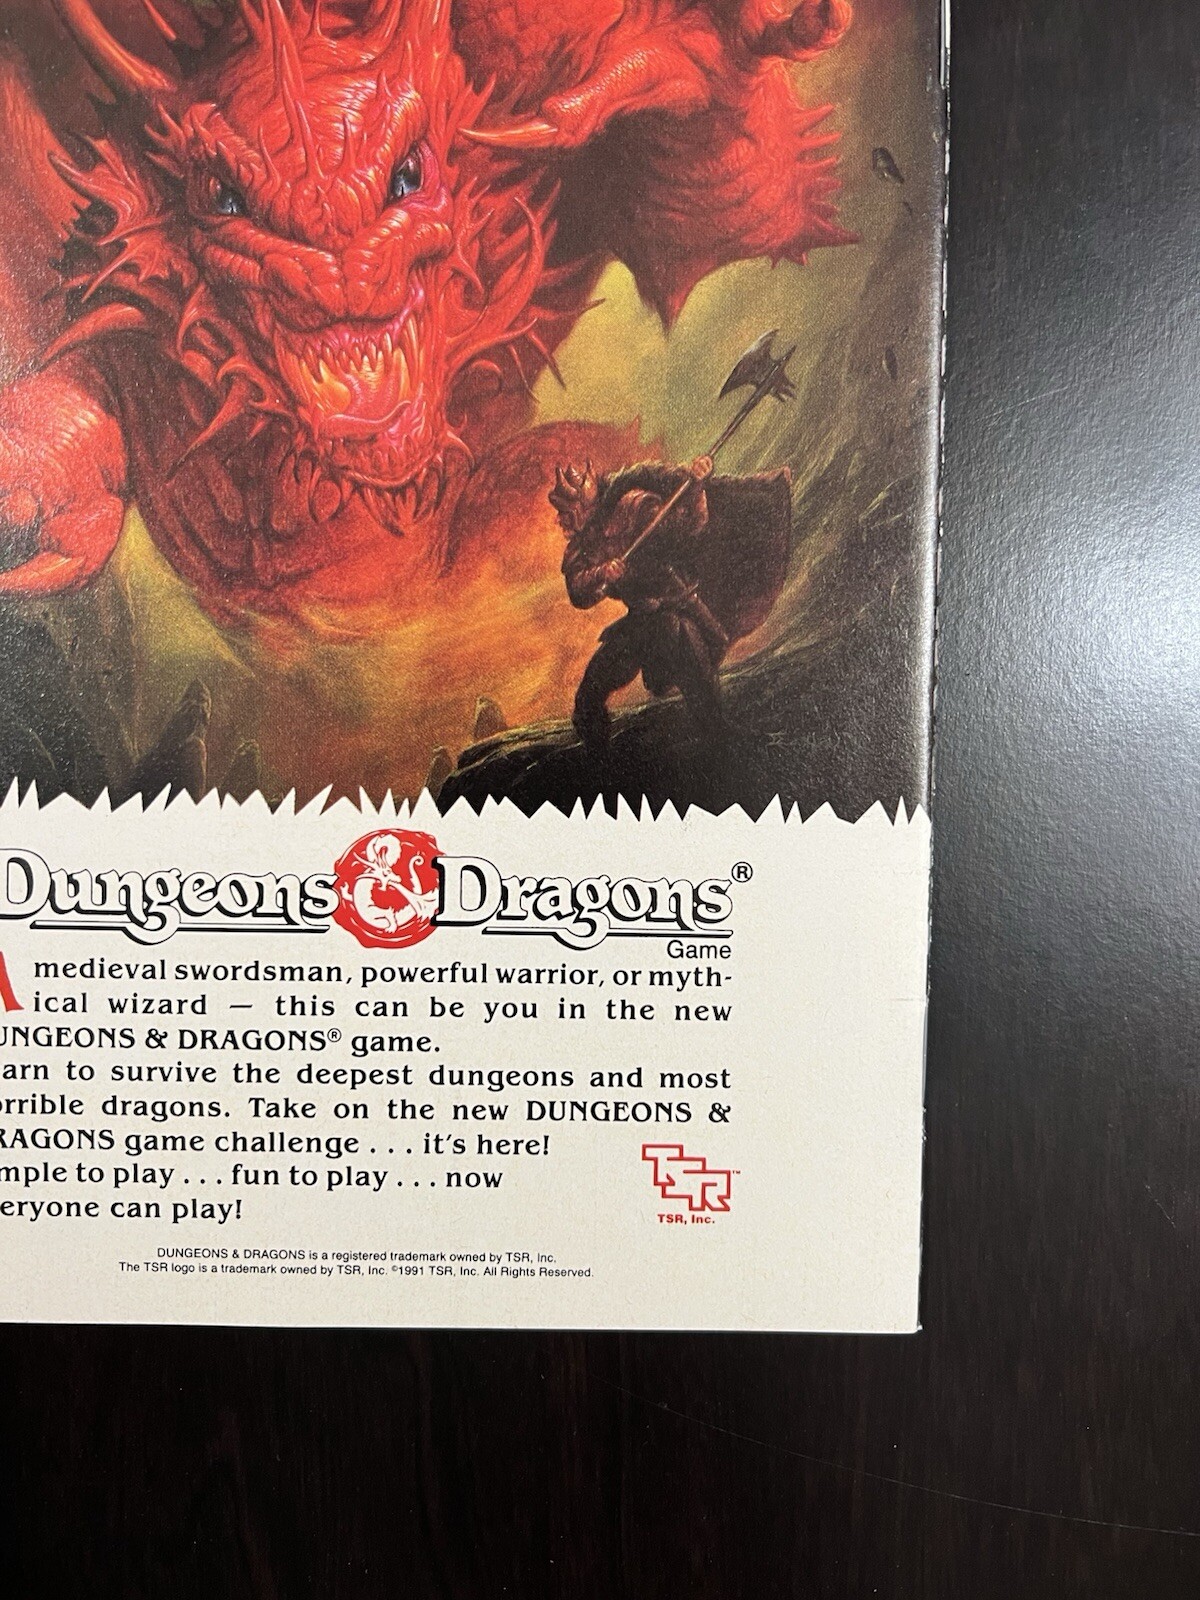 Dungeons & Dragons®
Game
A medieval swordsman, powerful warrior, or myth-
ical wizard — this can be you in the new
UNGEONS & DRAGONS® game.
arn to survive the deepest dungeons and most
orrible dragons. Take on the new DUNGEONS &
RAGONS game challenge . . . it's here!
mple to play . . . fun to play . . . now
eryone can play!
TSR™
TSR, Inc.
DUNGEONS & DRAGONS is a registered trademark owned by TSR, Inc.
The TSR logo is a trademark owned by TSR, Inc. ©1991 TSR, Inc. All Rights Reserved.